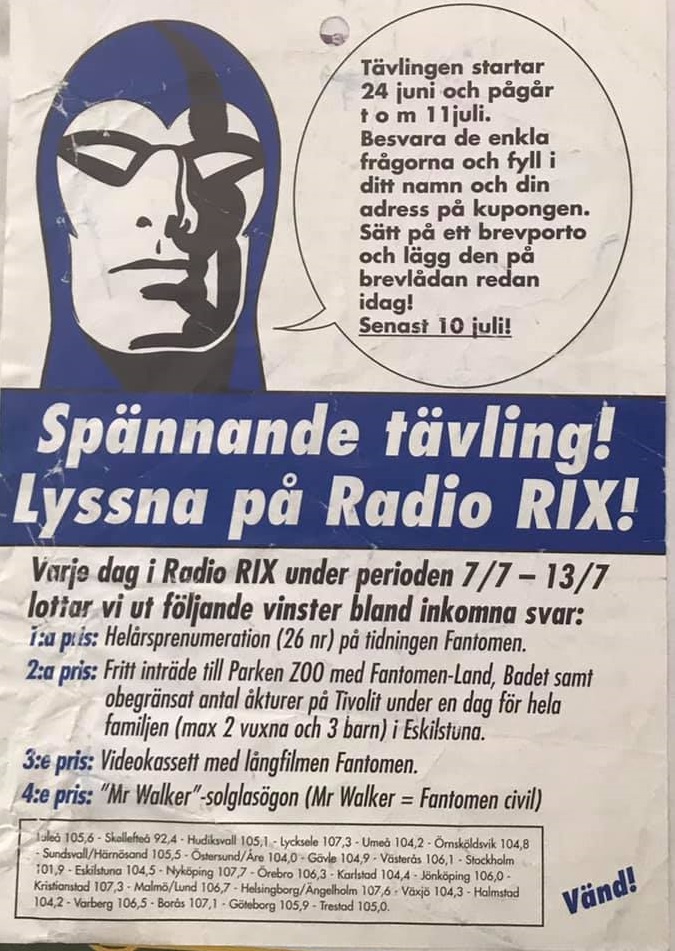 Tävlingen startar
24 juni och pågår
t o m 11juli.
Besvara de enkla
frågorna och fyll i
ditt namn och din
adress på kupongen.
Sätt på ett brevporto
och lägg den på
brevlådan redan
idag!
Senast 10 juli!
Spännande tävling!
Lyssna på Radio RIX!
Varje dag i Radio RIX under perioden 7/7 – 13/7
lottar vi ut följande vinster bland inkomna svar:
1:a pris: Helårsprenumeration (26 nr) på tidningen Fantomen.
2:a pris: Fritt inträde till Parken ZOO med Fantomen-Land, Badet samt
obegränsat antal åkturer på Tivolit under en dag för hela
familjen (max 2 vuxna och 3 barn) i Eskilstuna.
3:e pris: Videokassett med långfilmen Fantomen.
4:e pris: "Mr Walker"-solglasögon (Mr Walker = Fantomen civil)
Luleå 105,6 - Skellefteå 92,4 - Hudiksvall 105,1 - Lycksele 107,3 - Umeå 104,2 - Örnsköldsvik 104,8
- Sundsvall/Härnösand 105,5 - Östersund/Åre 104,0 - Gävle 104,9 - Västerås 106,1 - Stockholm
101,9 - Eskilstuna 104,5 - Nyköping 107,7 - Örebro 106,3 - Karlstad 104,4 - Jönköping 106,0 -
Kristianstad 107,3 - Malmö/Lund 106,7 - Helsingborg/Ängelholm 107,6 - Växjö 104,3 - Halmstad
104,2 - Varberg 106,5 - Borås 107,1 - Göteborg 105,9 - Trestad 105,0.
Vänd!